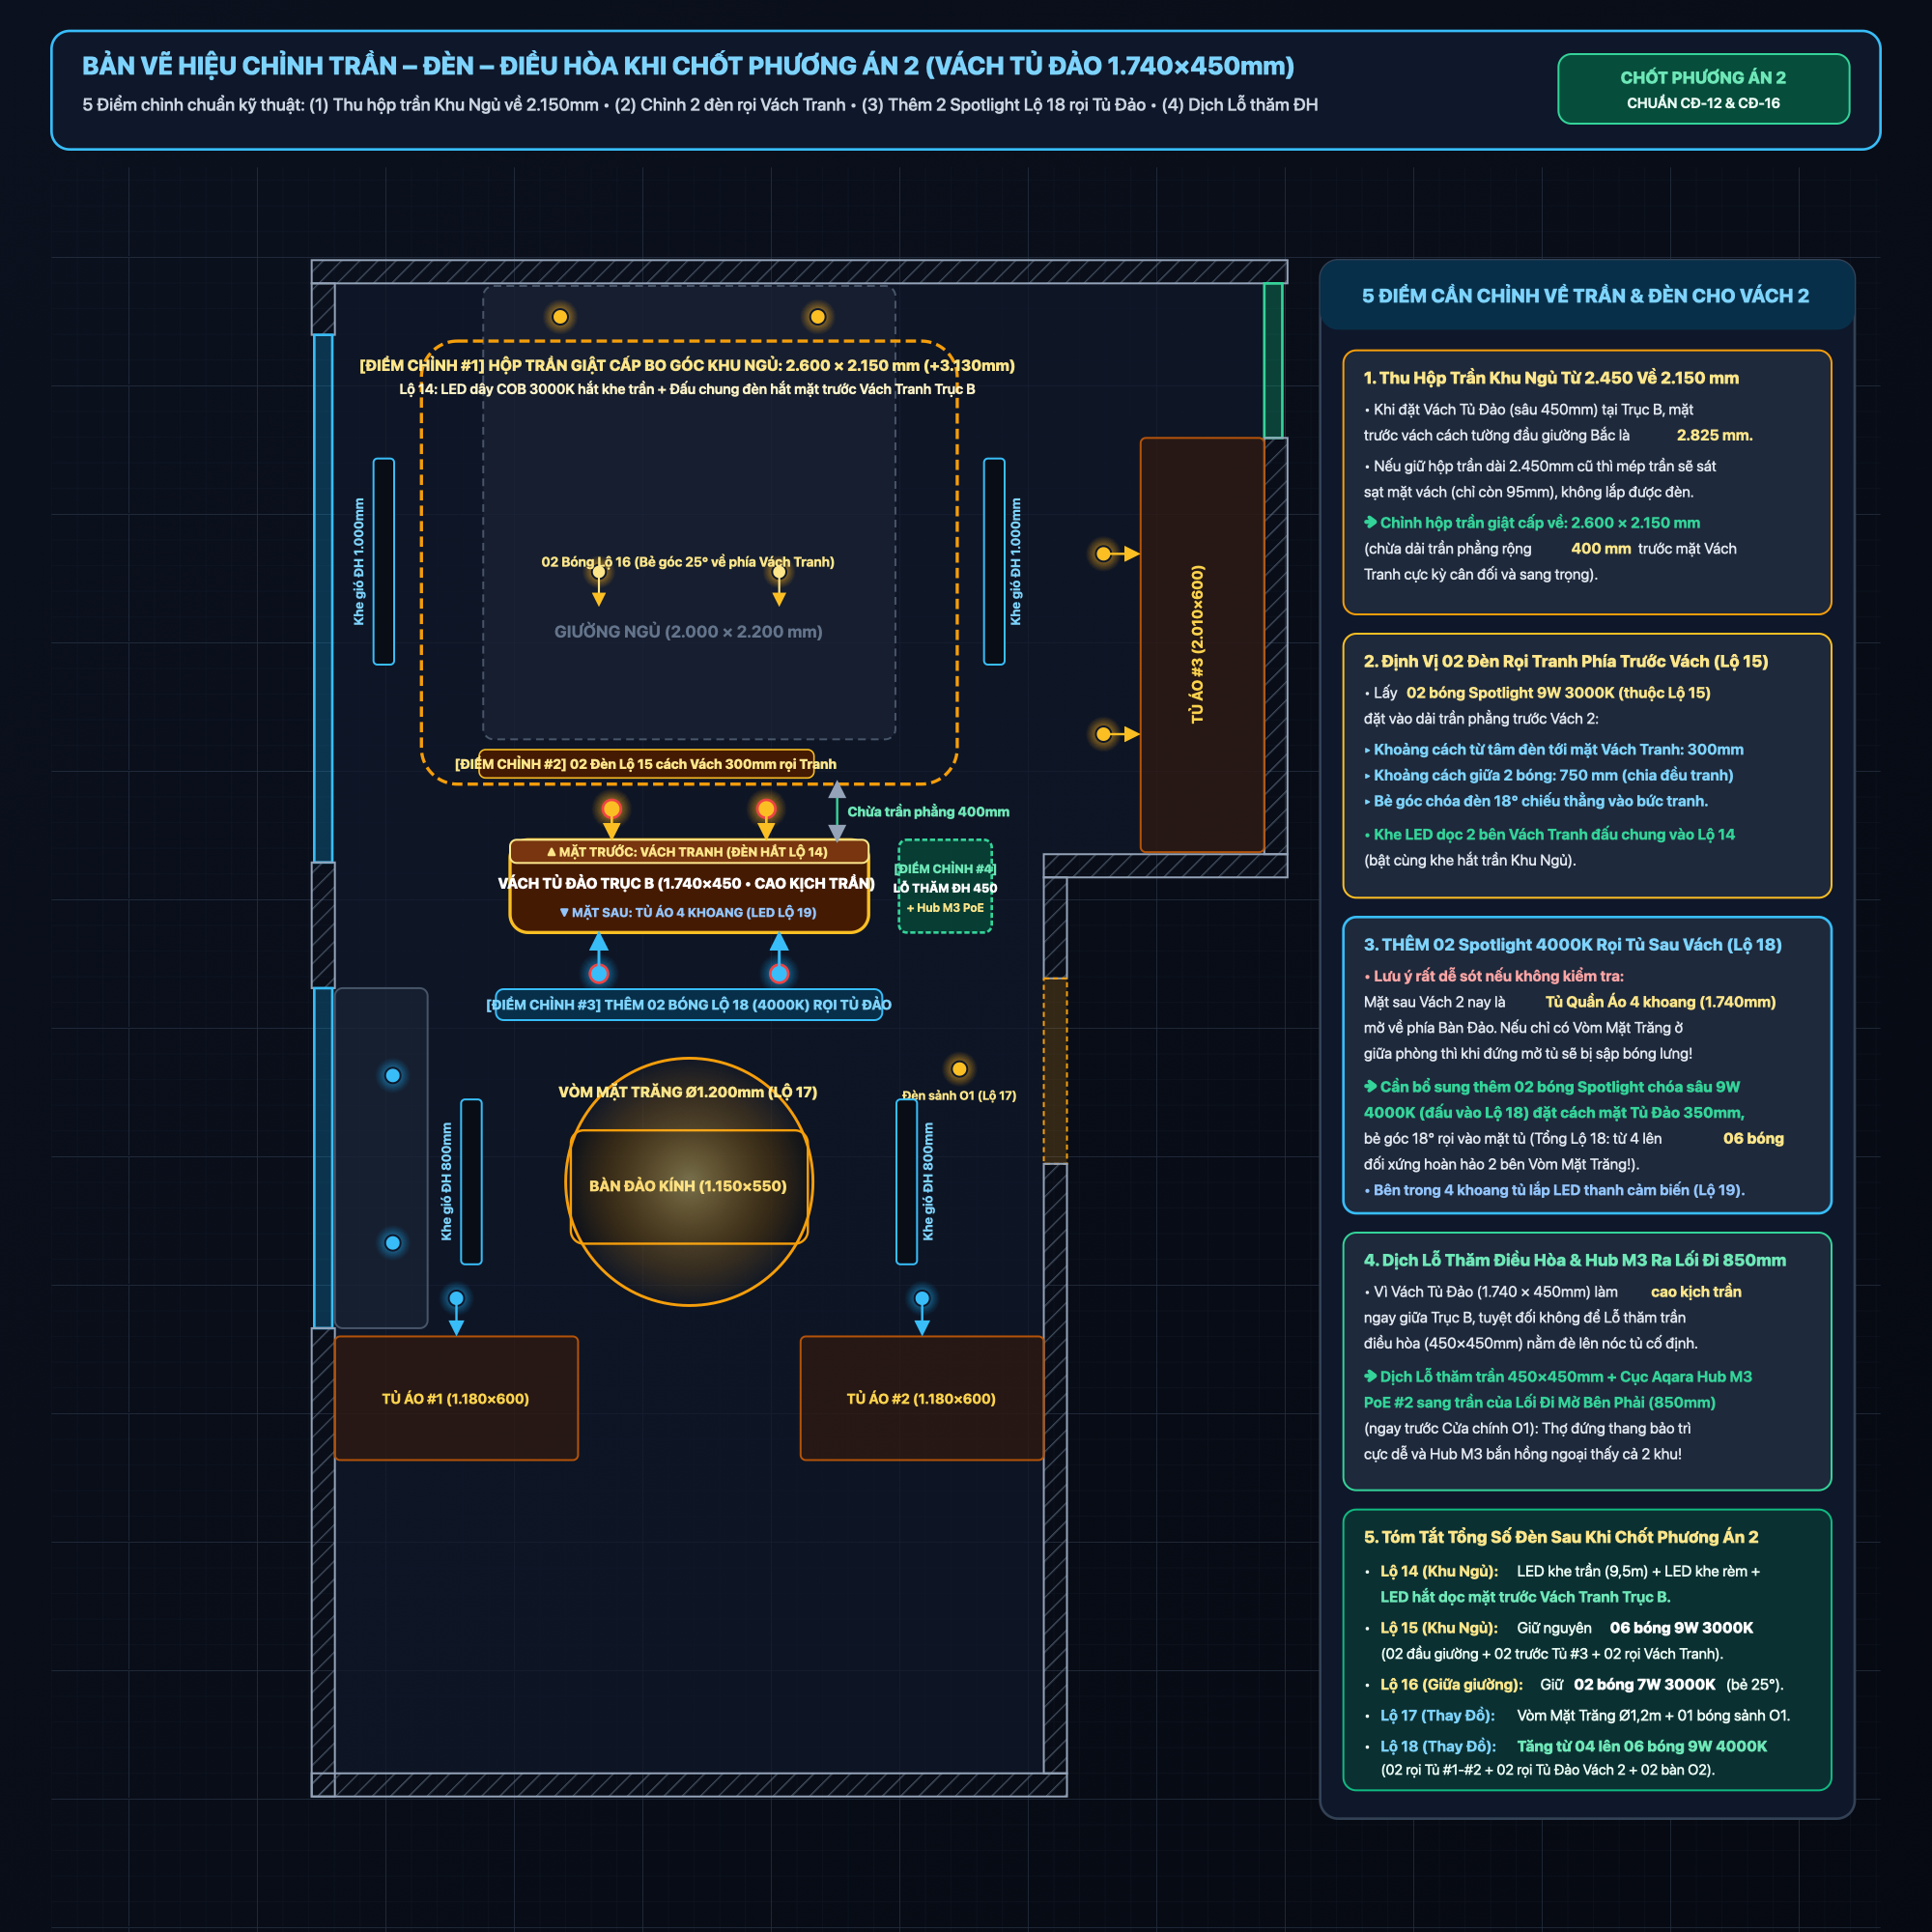 BẢN VẼ HIỆU CHỈNH TRẦN – ĐÈN – ĐIỀU HÒA KHI CHỐT PHƯƠNG ÁN 2 (VÁCH TỦ ĐẢO 1.740×450mm)
5 Điểm chỉnh chuẩn kỹ thuật: (1) Thu hộp trần Khu Ngủ về 2.150mm • (2) Chỉnh 2 đèn rọi Vách Tranh • (3) Thêm 2 Spotlight Lộ 18 rọi Tủ Đảo • (4) Dịch Lỗ thăm ĐH
CHỐT PHƯƠNG ÁN 2
CHUẨN CĐ-12 & CĐ-16
[ĐIỂM CHỈNH #1] HỘP TRẦN GIẬT CẤP BO GÓC KHU NGỦ: 2.600 × 2.150 mm (+3.130mm)
Lộ 14: LED dây COB 3000K hắt khe trần + Đấu chung đèn hắt mặt trước Vách Tranh Trục B
Khe gió ĐH 1.000mm
Khe gió ĐH 1.000mm
02 Bóng Lộ 16 (Bẻ góc 25° về phía Vách Tranh)
GIƯỜNG NGỦ (2.000 × 2.200 mm)
TỦ ÁO #3 (2.010×600)
[ĐIỂM CHỈNH #2] 02 Đèn Lộ 15 cách Vách 300mm rọi Tranh
Chừa trần phẳng 400mm
▲ MẶT TRƯỚC: VÁCH TRANH (ĐÈN HẮT LỘ 14)
VÁCH TỦ ĐẢO TRỤC B (1.740×450 • CAO KỊCH TRẦN)
▼ MẶT SAU: TỦ ÁO 4 KHOANG (LED LỘ 19)
[ĐIỂM CHỈNH #4]
LỖ THĂM ĐH 450
+ Hub M3 PoE
[ĐIỂM CHỈNH #3] THÊM 02 BÓNG LỘ 18 (4000K) RỌI TỦ ĐẢO
VÒM MẶT TRĂNG Ø1.200mm (LỘ 17)
Đèn sảnh O1 (Lộ 17)
Khe gió ĐH 800mm
BÀN ĐẢO KÍNH (1.150×550)
Khe gió ĐH 800mm
TỦ ÁO #1 (1.180×600)
TỦ ÁO #2 (1.180×600)
5 ĐIỂM CẦN CHỈNH VỀ TRẦN & ĐÈN CHO VÁCH 2
1. Thu Hộp Trần Khu Ngủ Từ 2.450 Về 2.150 mm
• Khi đặt Vách Tủ Đảo (sâu 450mm) tại Trục B, mặt
trước vách cách tường đầu giường Bắc là 2.825 mm.
• Nếu giữ hộp trần dài 2.450mm cũ thì mép trần sẽ sát
sạt mặt vách (chỉ còn 95mm), không lắp được đèn.
➔ Chỉnh hộp trần giật cấp về: 2.600 × 2.150 mm
(chừa dải trần phẳng rộng 400 mm trước mặt Vách
Tranh cực kỳ cân đối và sang trọng).
2. Định Vị 02 Đèn Rọi Tranh Phía Trước Vách (Lộ 15)
• Lấy 02 bóng Spotlight 9W 3000K (thuộc Lộ 15)
đặt vào dải trần phẳng trước Vách 2:
▸ Khoảng cách từ tâm đèn tới mặt Vách Tranh: 300mm
▸ Khoảng cách giữa 2 bóng: 750 mm (chia đều tranh)
▸ Bẻ góc chóa đèn 18° chiếu thẳng vào bức tranh.
• Khe LED dọc 2 bên Vách Tranh đấu chung vào Lộ 14
(bật cùng khe hắt trần Khu Ngủ).
3. THÊM 02 Spotlight 4000K Rọi Tủ Sau Vách (Lộ 18)
• Lưu ý rất dễ sót nếu không kiểm tra:
Mặt sau Vách 2 nay là Tủ Quần Áo 4 khoang (1.740mm)
mở về phía Bàn Đảo. Nếu chỉ có Vòm Mặt Trăng ở
giữa phòng thì khi đứng mở tủ sẽ bị sập bóng lưng!
➔ Cần bổ sung thêm 02 bóng Spotlight chóa sâu 9W
4000K (đấu vào Lộ 18) đặt cách mặt Tủ Đảo 350mm,
bẻ góc 18° rọi vào mặt tủ (Tổng Lộ 18: từ 4 lên 06 bóng
đối xứng hoàn hảo 2 bên Vòm Mặt Trăng!).
• Bên trong 4 khoang tủ lắp LED thanh cảm biến (Lộ 19).
4. Dịch Lỗ Thăm Điều Hòa & Hub M3 Ra Lối Đi 850mm
• Vì Vách Tủ Đảo (1.740 × 450mm) làm cao kịch trần
ngay giữa Trục B, tuyệt đối không để Lỗ thăm trần
điều hòa (450×450mm) nằm đè lên nóc tủ cố định.
➔ Dịch Lỗ thăm trần 450×450mm + Cục Aqara Hub M3
PoE #2 sang trần của Lối Đi Mở Bên Phải (850mm)
(ngay trước Cửa chính O1): Thợ đứng thang bảo trì
cực dễ và Hub M3 bắn hồng ngoại thấy cả 2 khu!
5. Tóm Tắt Tổng Số Đèn Sau Khi Chốt Phương Án 2
• Lộ 14 (Khu Ngủ): LED khe trần (9,5m) + LED khe rèm +
LED hắt dọc mặt trước Vách Tranh Trục B.
• Lộ 15 (Khu Ngủ): Giữ nguyên 06 bóng 9W 3000K
(02 đầu giường + 02 trước Tủ #3 + 02 rọi Vách Tranh).
• Lộ 16 (Giữa giường): Giữ 02 bóng 7W 3000K (bẻ 25°).
• Lộ 17 (Thay Đồ): Vòm Mặt Trăng Ø1,2m + 01 bóng sảnh O1.
• Lộ 18 (Thay Đồ): Tăng từ 04 lên 06 bóng 9W 4000K
(02 rọi Tủ #1-#2 + 02 rọi Tủ Đảo Vách 2 + 02 bàn O2).